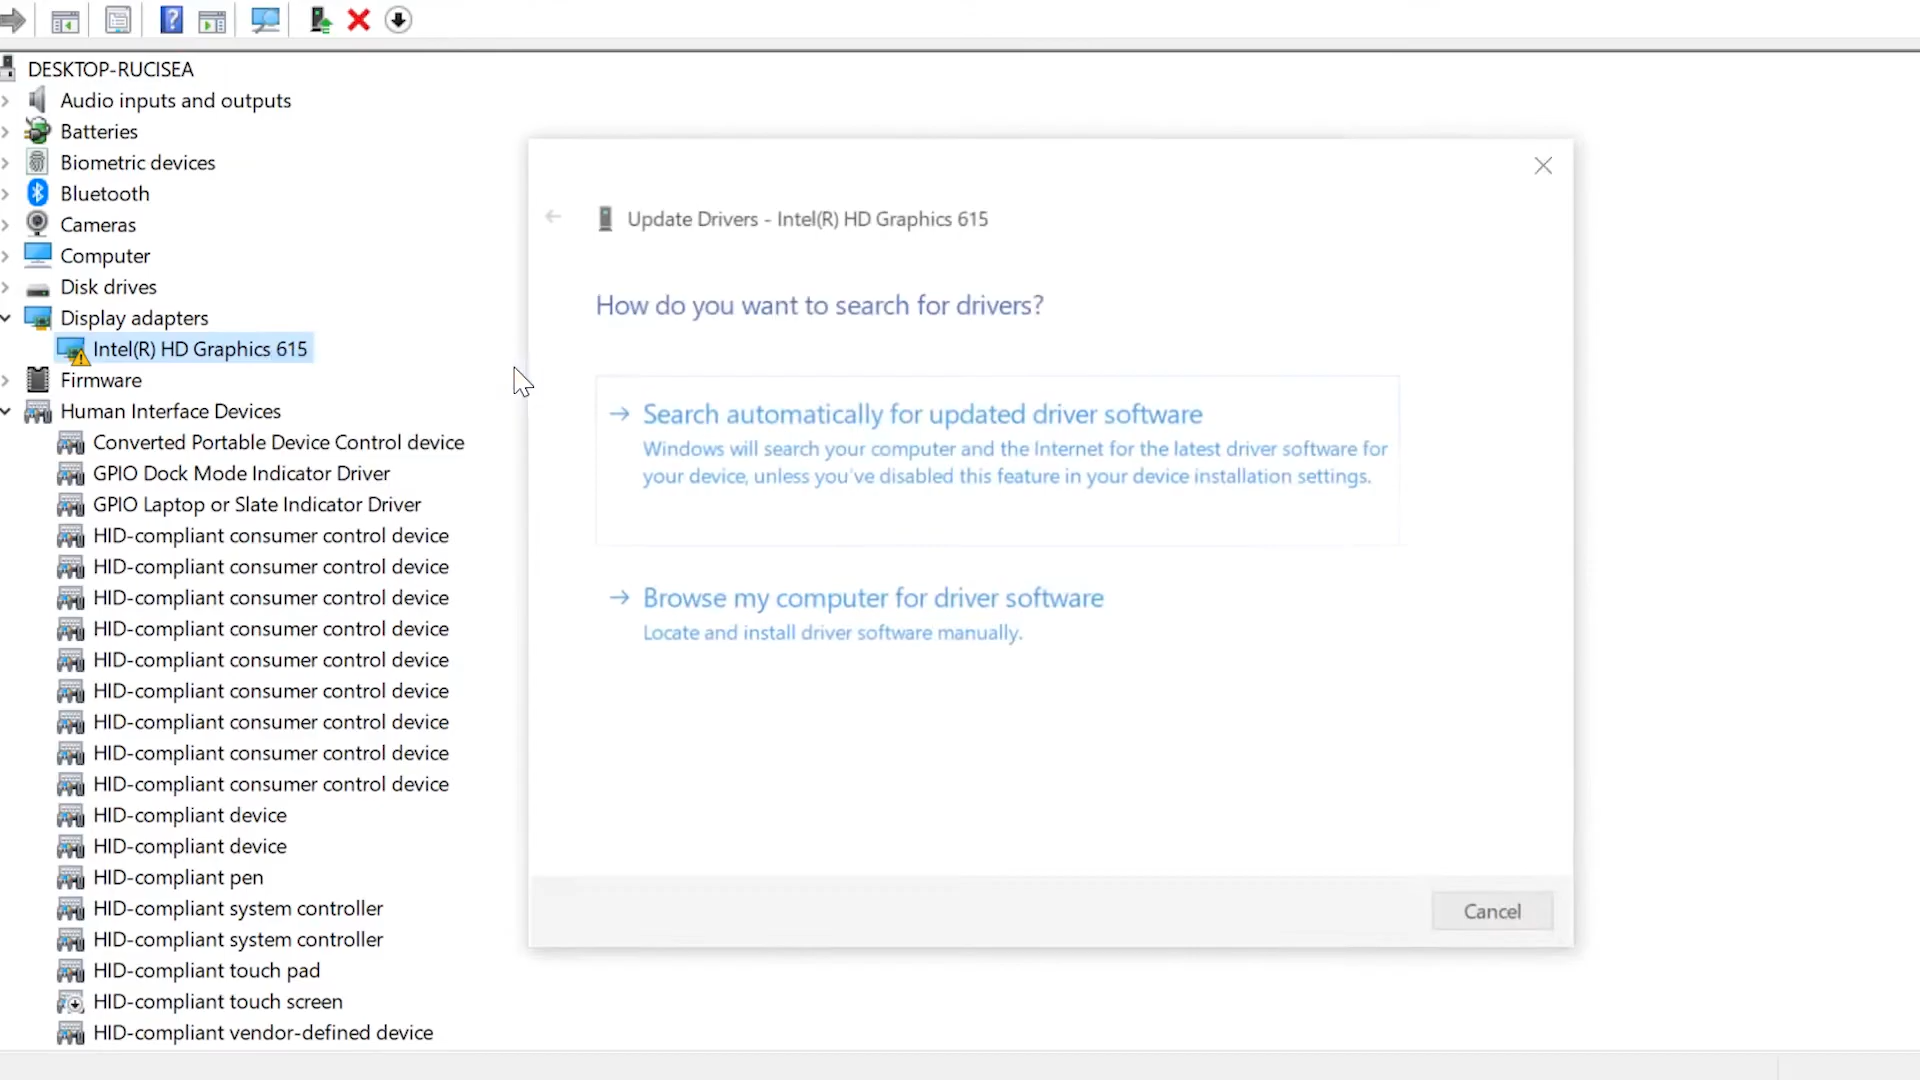 DESKTOP-RUCISEA
Audio inputs and outputs
Batteries
Biometric devices
Bluetooth
Cameras
Computer
Disk drives
Display adapters
Intel(R) HD Graphics 615
Firmware
Human Interface Devices
Converted Portable Device Control device
GPIO Dock Mode Indicator Driver
GPIO Laptop or Slate Indicator Driver
HID-compliant consumer control device
HID-compliant consumer control device
HID-compliant consumer control device
HID-compliant consumer control device
HID-compliant consumer control device
HID-compliant consumer control device
HID-compliant consumer control device
HID-compliant consumer control device
HID-compliant consumer control device
HID-compliant device
HID-compliant device
HID-compliant pen
HID-compliant system controller
HID-compliant system controller
HID-compliant touch pad
HID-compliant touch screen
HID-compliant vendor-defined device
Update Drivers - Intel(R) HD Graphics 615
How do you want to search for drivers?
Search automatically for updated driver software
Windows will search your computer and the Internet for the latest driver software for
your device, unless you've disabled this feature in your device installation settings.
Browse my computer for driver software
Locate and install driver software manually.
Cancel